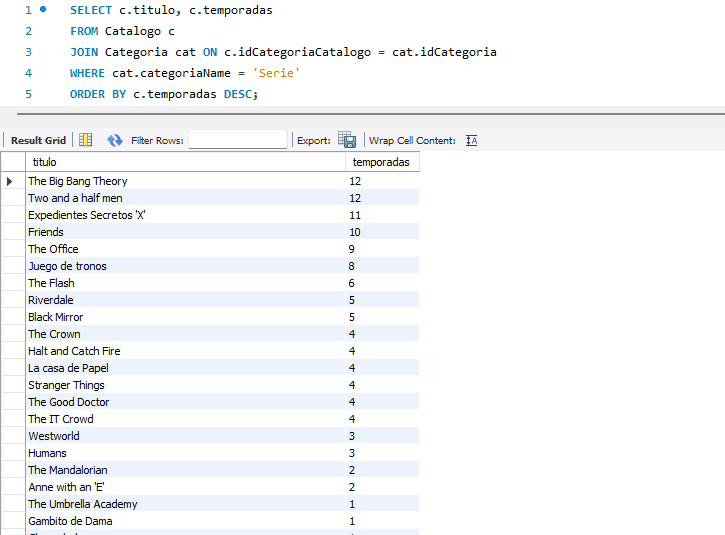 1 SELECT c.titulo, c.temporadas
2 FROM Catalogo c
3 JOIN Categoria cat ON c.idCategoriaCatalogo = cat.idCategoria
4 WHERE cat.categoriaName = 'Serie'
5 ORDER BY c.temporadas DESC;
Result Grid Filter Rows: Export: Wrap Cell Content: IA
titulo temporadas
The Big Bang Theory 12
Two and a half men 12
Expedientes Secretos 'X' 11
Friends 10
The Office 9
Juego de tronos 8
The Flash 6
Riverdale 5
Black Mirror 5
The Crown 4
Halt and Catch Fire 4
La casa de Papel 4
Stranger Things 4
The Good Doctor 4
The IT Crowd 4
Westworld 3
Humans 3
The Mandalorian 2
Anne with an 'E' 2
The Umbrella Academy 1
Gambito de Dama 1